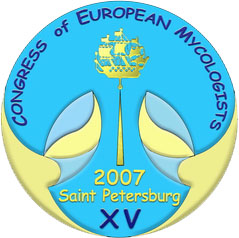 CONGRESS of EUROPEAN MYCOLOGISTS
2007
Saint Petersburg
XV